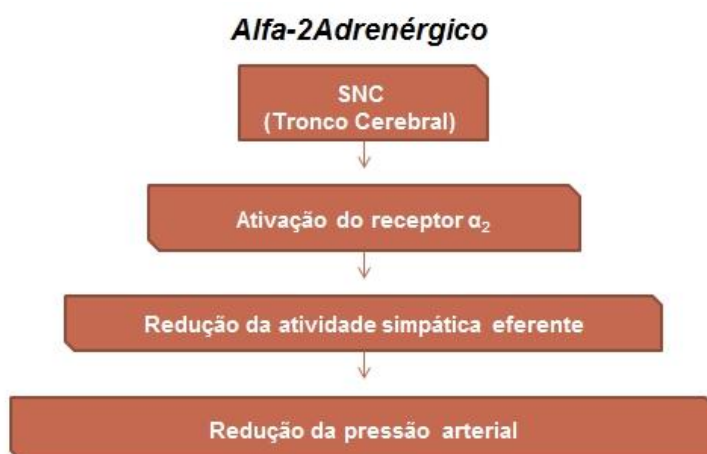 Alfa-2Adrenérgico
SNC
(Tronco Cerebral)
Ativação do receptor α₂
Redução da atividade simpática eferente
Redução da pressão arterial